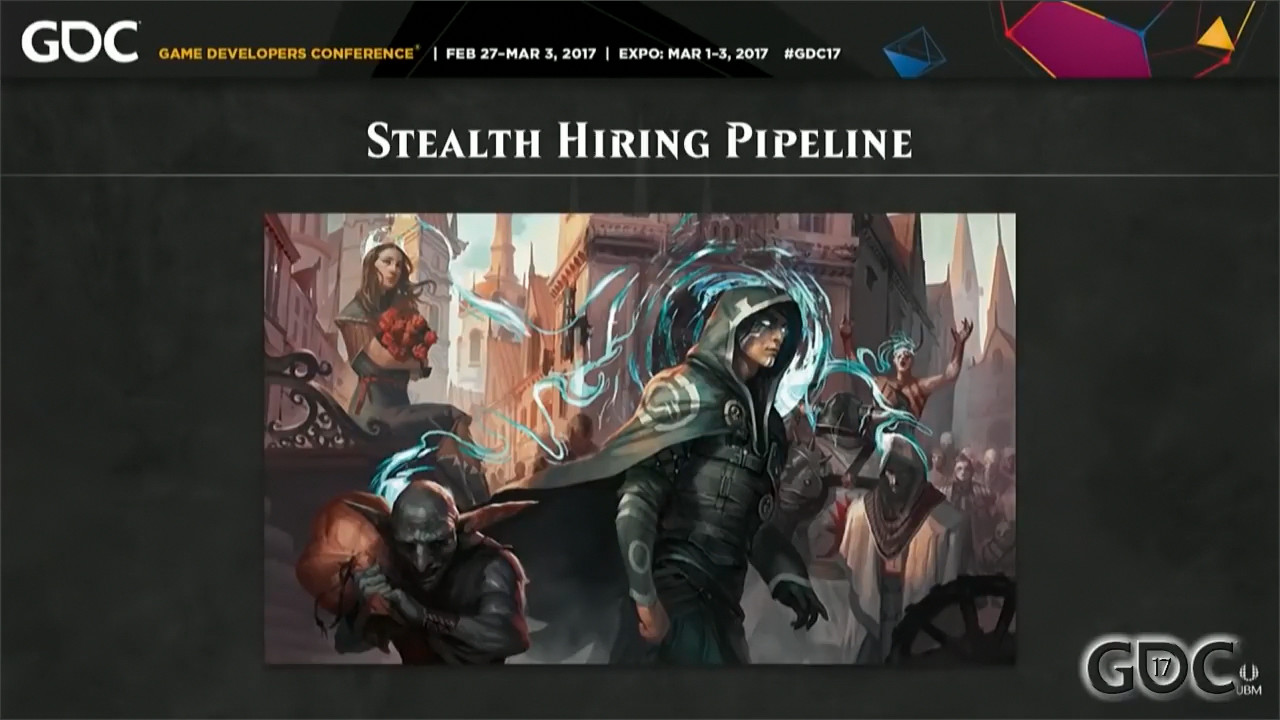 GDC
GAME DEVELOPERS CONFERENCE® | FEB 27–MAR 3, 2017 | EXPO: MAR 1–3, 2017 #GDC17
STEALTH HIRING PIPELINE
GDC
17
UBM